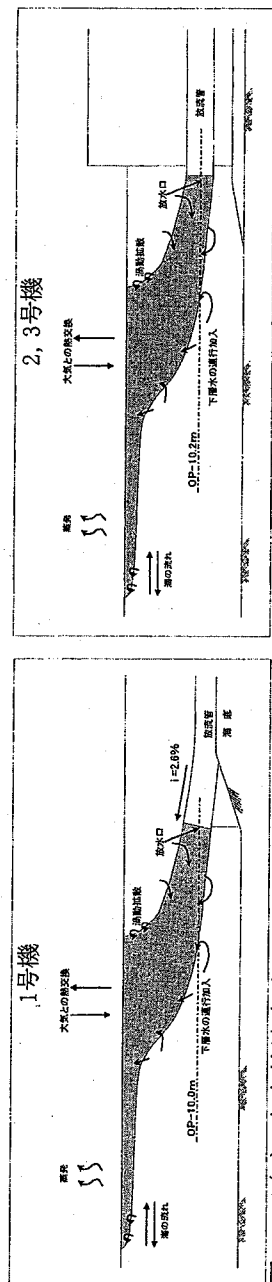 1号機
蒸発
大気との熱交換
渦動拡散
海の流れ
放水口
i=2.6%
放流管
海底
下層水の連行加入
OP-10.0m
2,3号機
蒸発
大気との熱交換
渦動拡散
海の流れ
放水口
放流管
下層水の連行加入
OP-10.2m